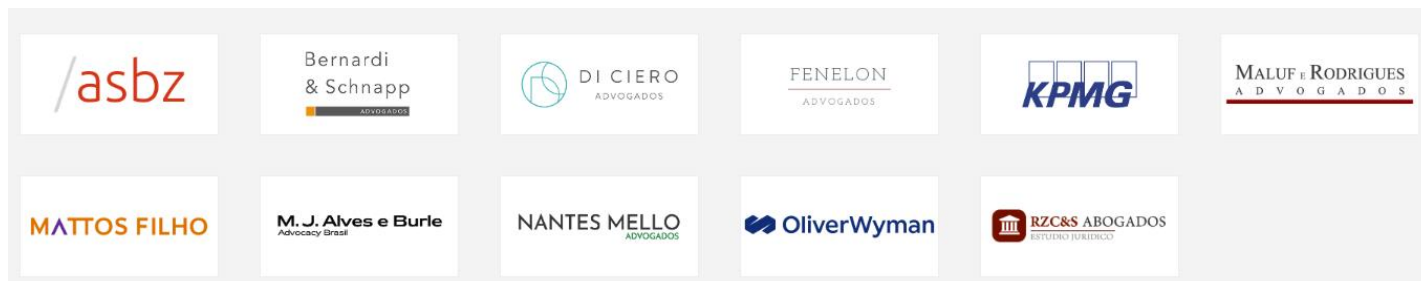 /asbz
Bernardi
& Schnapp
ADVOGADOS
DI CIERO
ADVOGADOS
FENELON
ADVOGADOS
KPMG
MALUF E RODRIGUES
ADVOGADOS
MATTOS FILHO
M. J. Alves e Burle
Advocacy Brasil
NANTES MELLO
ADVOGADOS
OliverWyman
RZC&S ABOGADOS
ESTUDIO JURIDICO